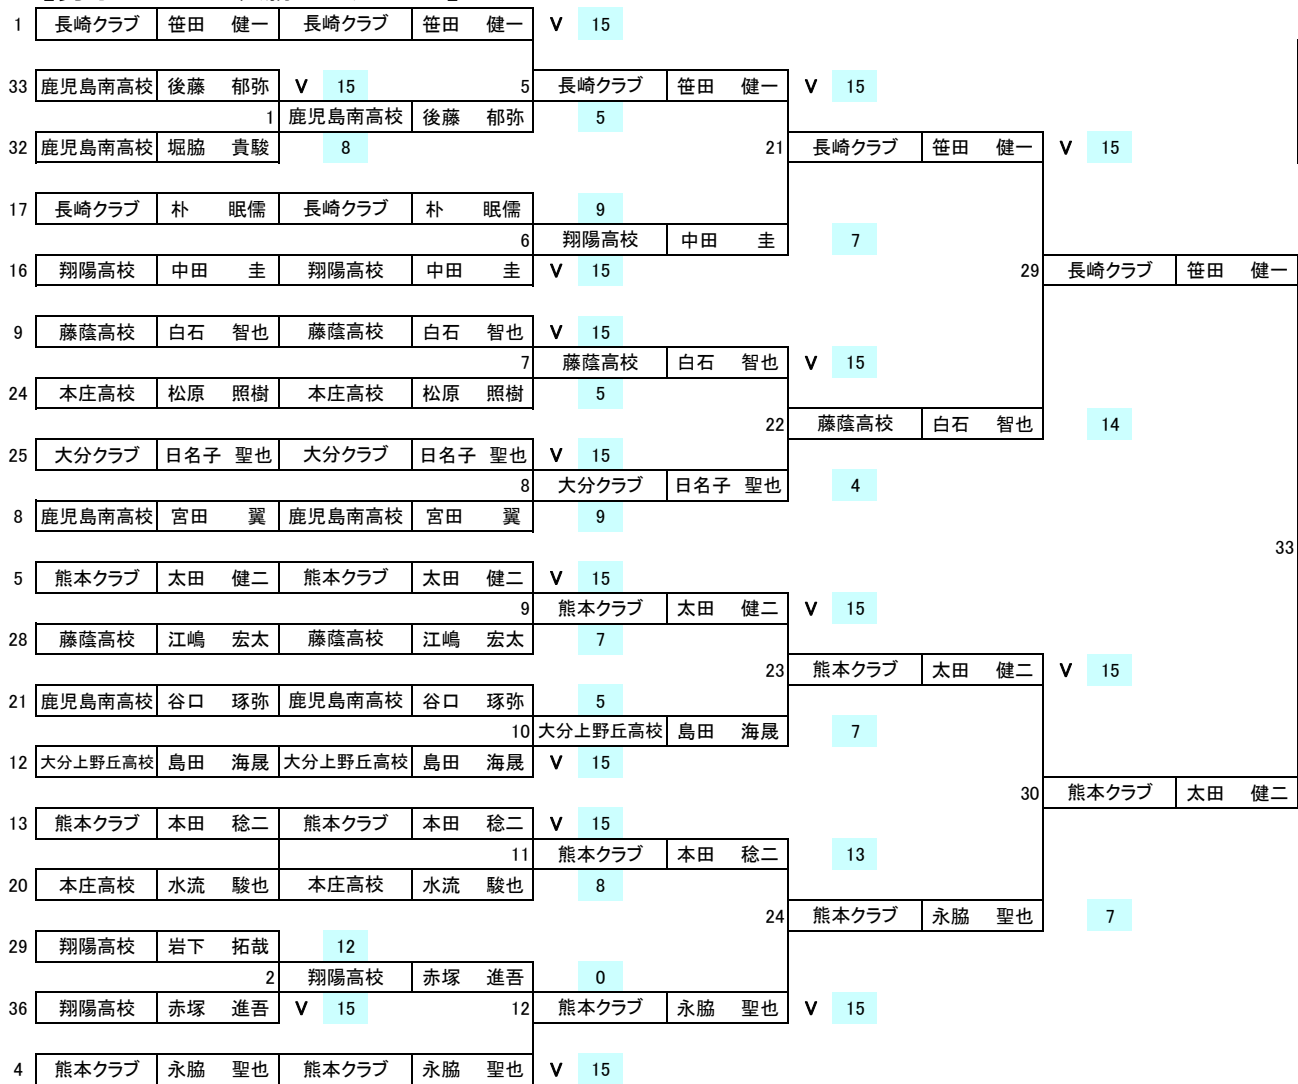 1 長崎クラブ 笹田 健一 長崎クラブ 笹田 健一 V 15
33 鹿児島南高校 後藤 郁弥 V 15 5 長崎クラブ 笹田 健一 V 15
1 鹿児島南高校 後藤 郁弥 5
32 鹿児島南高校 堀脇 貴駿 8 21 長崎クラブ 笹田 健一 V 15
17 長崎クラブ 朴 眠儒 長崎クラブ 朴 眠儒 9
6 翔陽高校 中田 圭 7
16 翔陽高校 中田 圭 翔陽高校 中田 圭 V 15 29 長崎クラブ 笹田 健一
9 藤蔭高校 白石 智也 藤蔭高校 白石 智也 V 15
7 藤蔭高校 白石 智也 V 15
24 本庄高校 松原 照樹 本庄高校 松原 照樹 5
22 藤蔭高校 白石 智也 14
25 大分クラブ 日名子 聖也 大分クラブ 日名子 聖也 V 15
8 大分クラブ 日名子 聖也 4
8 鹿児島南高校 宮田 翼 鹿児島南高校 宮田 翼 9
33
5 熊本クラブ 太田 健二 熊本クラブ 太田 健二 V 15
9 熊本クラブ 太田 健二 V 15
28 藤蔭高校 江嶋 宏太 藤蔭高校 江嶋 宏太 7
23 熊本クラブ 太田 健二 V 15
21 鹿児島南高校 谷口 琢弥 鹿児島南高校 谷口 琢弥 5
10 大分上野丘高校 島田 海晟 7
12 大分上野丘高校 島田 海晟 大分上野丘高校 島田 海晟 V 15
30 熊本クラブ 太田 健二
13 熊本クラブ 本田 稔二 熊本クラブ 本田 稔二 V 15
11 熊本クラブ 本田 稔二 13
20 本庄高校 水流 駿也 本庄高校 水流 駿也 8
24 熊本クラブ 永脇 聖也 7
29 翔陽高校 岩下 拓哉 12
2 翔陽高校 赤塚 進吾 0
36 翔陽高校 赤塚 進吾 V 15 12 熊本クラブ 永脇 聖也 V 15
4 熊本クラブ 永脇 聖也 熊本クラブ 永脇 聖也 V 15